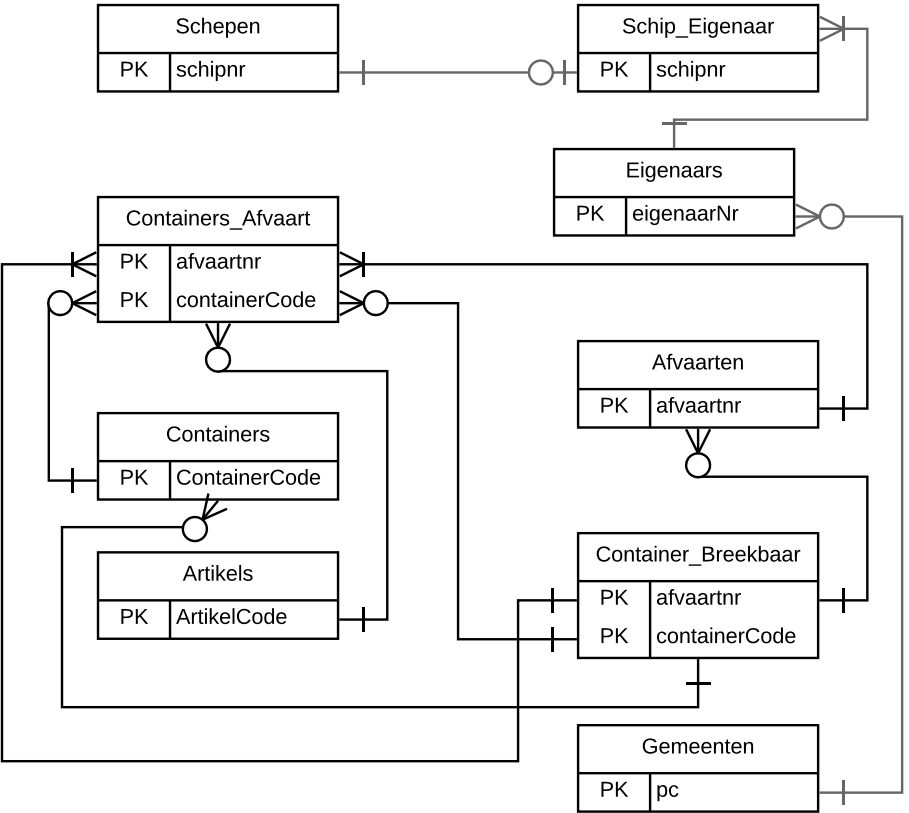 Schepen
PK schipnr
Schip_Eigenaar
PK schipnr
Eigenaars
PK eigenaarNr
Containers_Afvaart
PK afvaartnr
PK containerCode
Afvaarten
PK afvaartnr
Containers
PK ContainerCode
Artikels
PK ArtikelCode
Container_Breekbaar
PK afvaartnr
PK containerCode
Gemeenten
PK pc